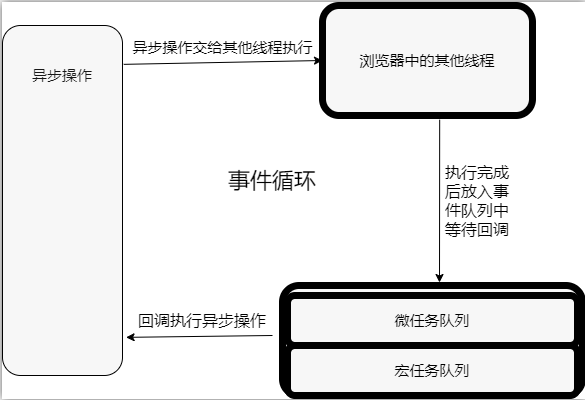 异步操作交给其他线程执行
浏览器中的其他线程
异步操作
事件循环
执行完成
后放入事
件队列中
等待回调
回调执行异步操作
微任务队列
宏任务队列